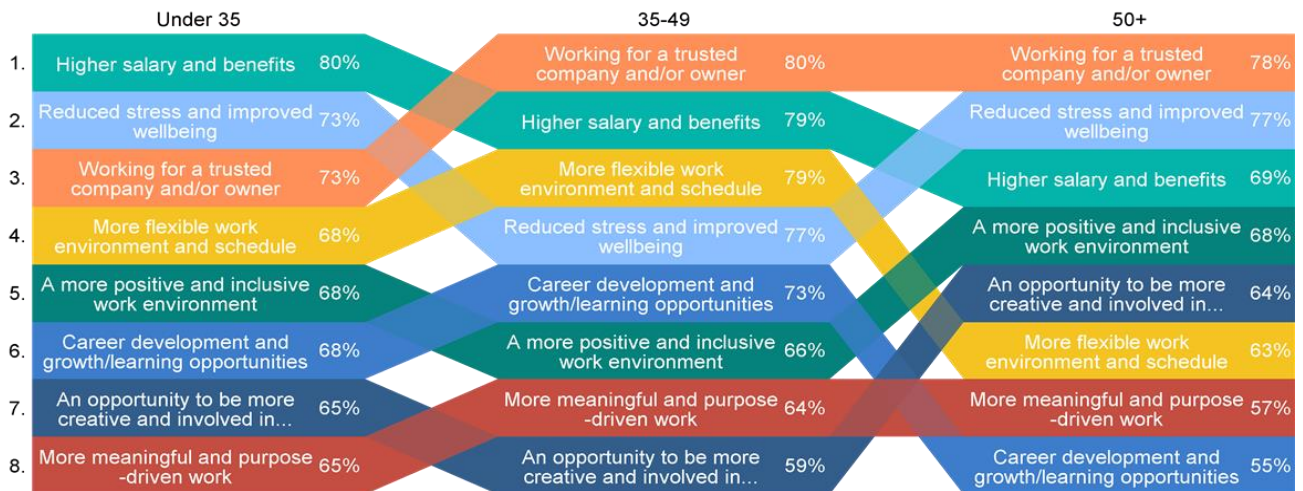 Under 35
35-49
50+
1.
Higher salary and benefits
80%
Working for a trusted
company and/or owner
80%
Working for a trusted
company and/or owner
78%
2.
Reduced stress and improved
wellbeing
73%
Higher salary and benefits
79%
Reduced stress and improved
wellbeing
77%
3.
Working for a trusted
company and/or owner
73%
More flexible work
environment and schedule
79%
Higher salary and benefits
69%
4.
More flexible work
environment and schedule
68%
Reduced stress and improved
wellbeing
77%
A more positive and inclusive
work environment
68%
5.
A more positive and inclusive
work environment
68%
Career development and
growth/learning opportunities
73%
An opportunity to be more
creative and involved in...
64%
6.
Career development and
growth/learning opportunities
68%
A more positive and inclusive
work environment
66%
More flexible work
environment and schedule
63%
7.
An opportunity to be more
creative and involved in...
65%
More meaningful and purpose
-driven work
64%
More meaningful and purpose
-driven work
57%
8.
More meaningful and purpose
-driven work
65%
An opportunity to be more
creative and involved in...
59%
Career development and
growth/learning opportunities
55%